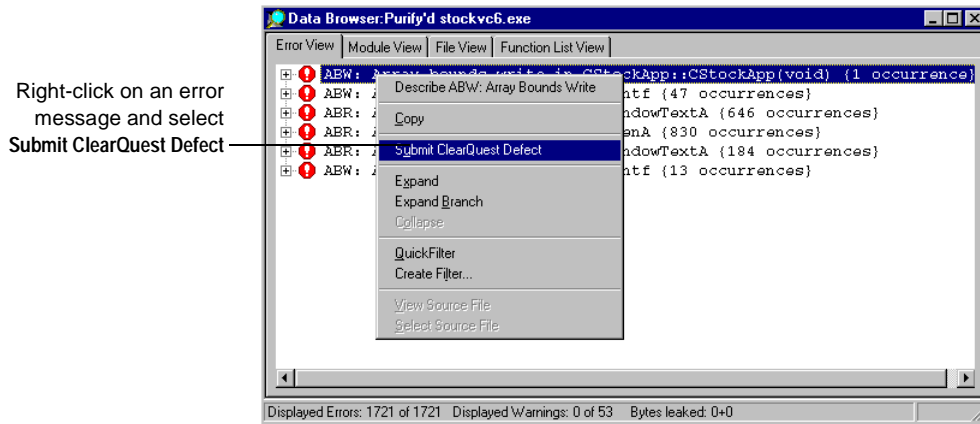 Data Browser:Purify'd stockvc6.exe
Error View Module View File View Function List View
ABW: Array bounds write in CStockApp::CStockApp(void) {1 occurrence}
ABW: ntf {47 occurrences}
ABR: ndowTextA {646 occurrences}
ABR: enA {830 occurrences}
ABR: ndowTextA {184 occurrences}
ABW: ntf {13 occurrences}
Describe ABW: Array Bounds Write
Copy
Submit ClearQuest Defect
Expand
Expand Branch
Collapse
QuickFilter
Create Filter...
View Source File
Select Source File
Right-click on an error
message and select
Submit ClearQuest Defect
Displayed Errors: 1721 of 1721 Displayed Warnings: 0 of 53 Bytes leaked: 0+0